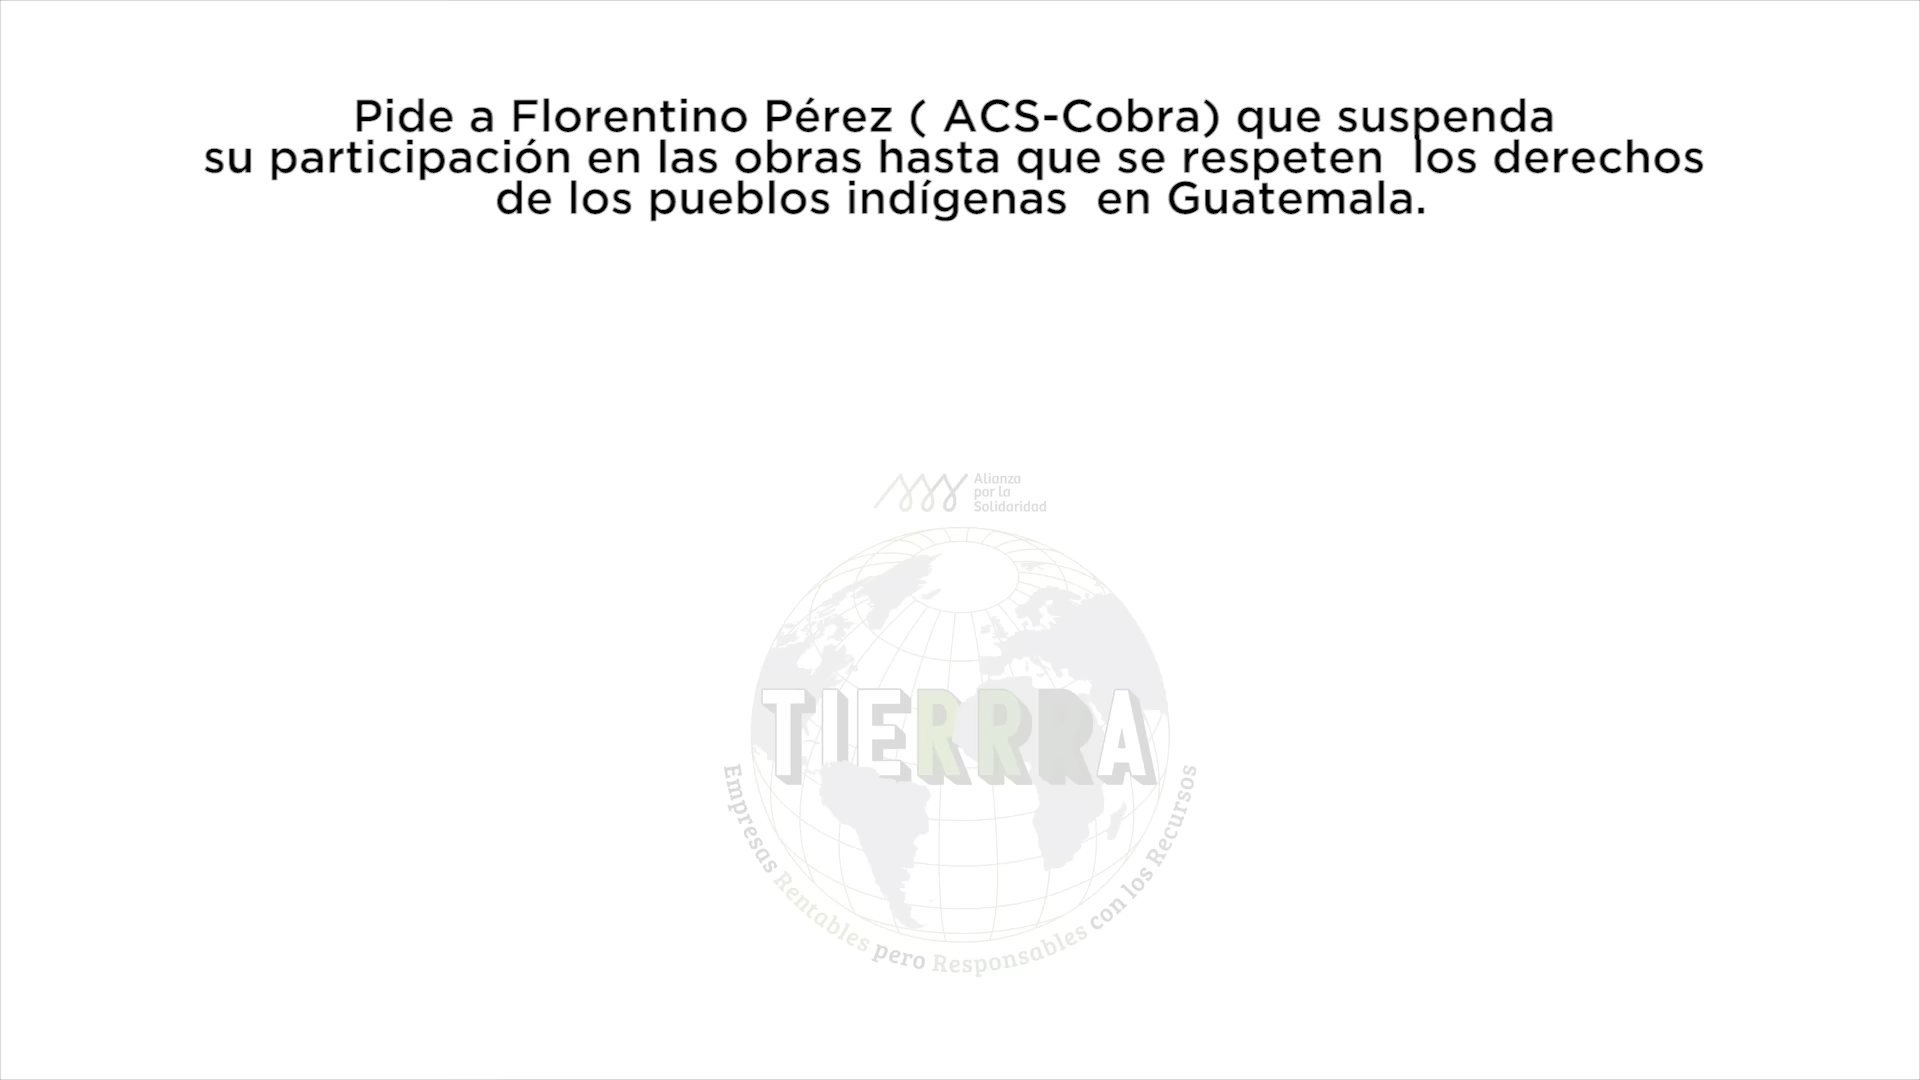 Pide a Florentino Pérez ( ACS-Cobra) que suspenda
su participación en las obras hasta que se respeten  los derechos
de los pueblos indígenas  en Guatemala.
Alianza
por la
Solidaridad
TIERRRA
Empresas Rentables pero Responsables con los Recursos